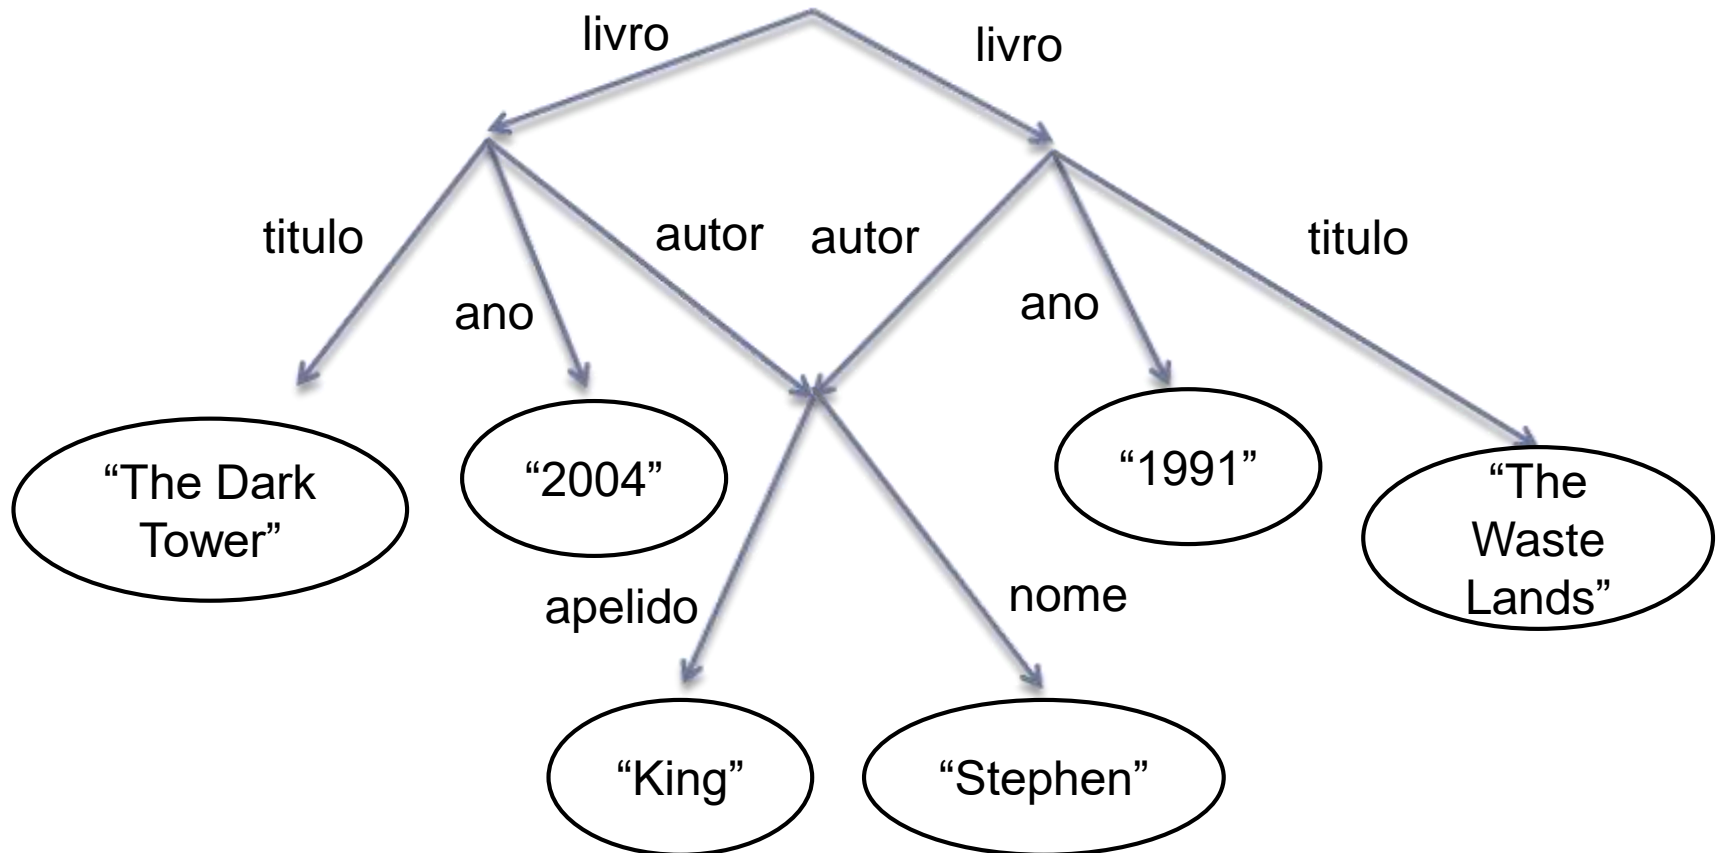 livro
livro
titulo
autor
autor
titulo
ano
ano
“The Dark
Tower”
“2004”
“1991”
“The
Waste
Lands”
apelido
nome
“King”
“Stephen”